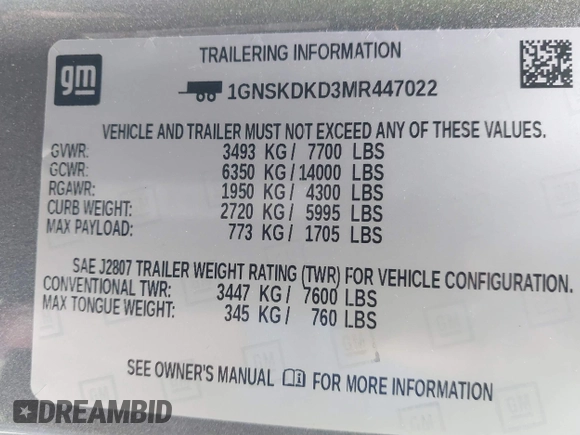 gm
TRAILERING INFORMATION
1GNSKDKD3MR447022
VEHICLE AND TRAILER MUST NOT EXCEED ANY OF THESE VALUES.
GVWR: 3493 KG/ 7700 LBS
GCWR: 6350 KG/14000 LBS
RGAWR: 1950 KG/ 4300 LBS
CURB WEIGHT: 2720 KG/ 5995 LBS
MAX PAYLOAD: 773 KG/ 1705 LBS
SAE J2807 TRAILER WEIGHT RATING (TWR) FOR VEHICLE CONFIGURATION.
CONVENTIONAL TWR: 3447 KG/ 7600 LBS
MAX TONGUE WEIGHT: 345 KG/ 760 LBS
SEE OWNER'S MANUAL FOR MORE INFORMATION
DREAMBID